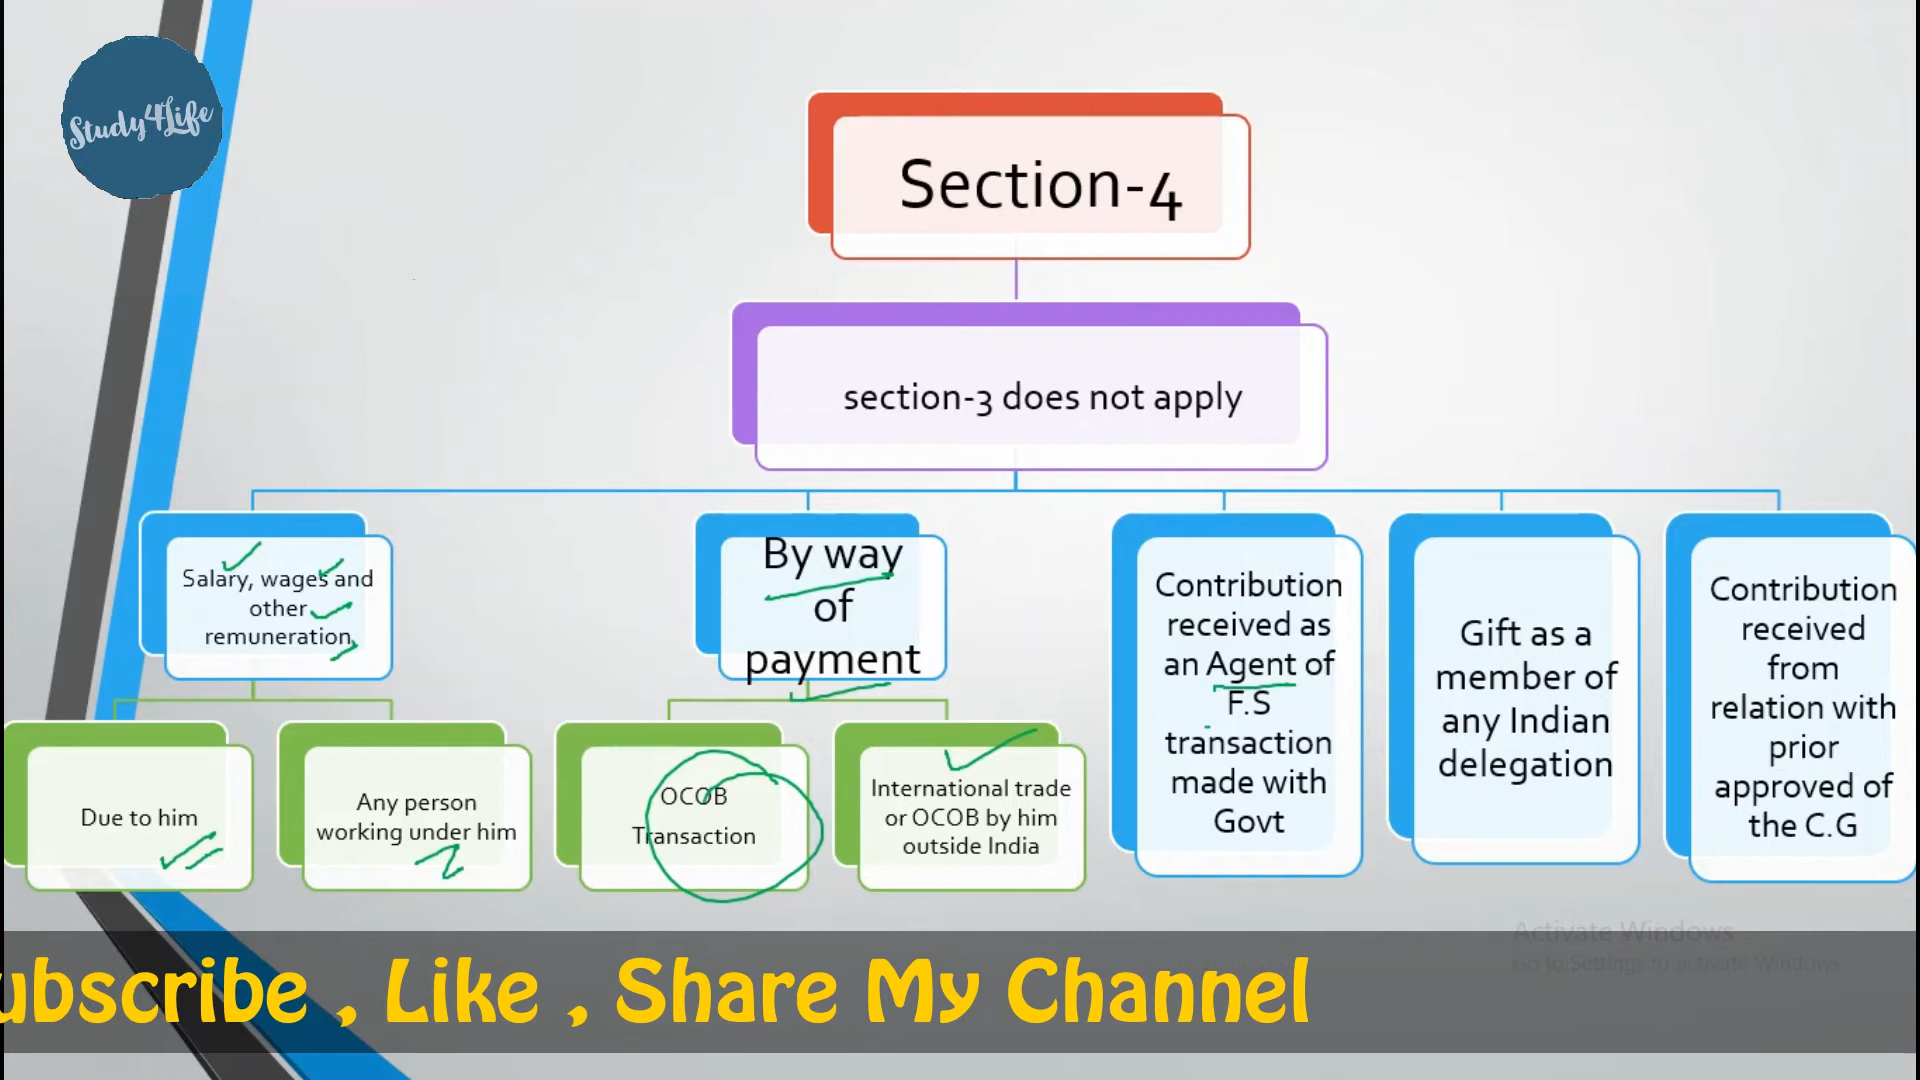 Study4Life
Section-4
section-3 does not apply
Salary, wages and
other
remuneration
Due to him
Any person
working under him
By way
of
payment
OCOB
Transaction
International trade
or OCOB by him
outside India
Contribution
received as
an Agent of
F.S
transaction
made with
Govt
Gift as a
member of
any Indian
delegation
Contribution
received
from
relation with
prior
approved of
the C.G
Activate Windows
Go to Settings to activate Windows
ubscribe , Like , Share My Channel